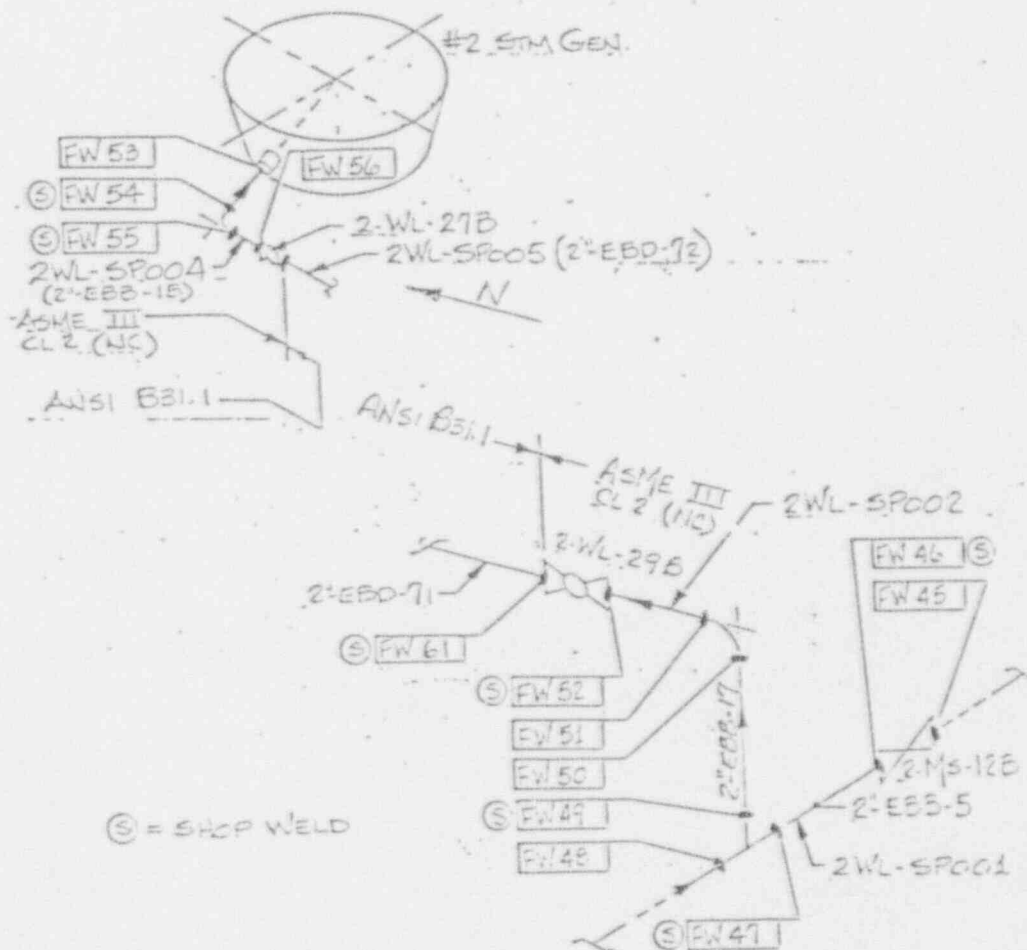 #2 STM GEN.
FW 53
FW 56
Ⓢ FW 54
Ⓢ FW 55
2-WL-27B
2WL-SP004
(2"-EBB-18)
2WL-SP005 (2"-EBD-72)
N
ASME III
CL 2 (NC)
ANSI B31.1
ANSI B31.1
ASME III
CL 2 (NC)
2WL-SP002
FW 46 Ⓢ
FW 45
2-WL-29B
2"-EBD-71
Ⓢ FW 61
Ⓢ FW 52
FW 51
FW 50
2"-EBB-17
2-MS-12B
Ⓢ FW 49
2"-EBB-5
Ⓢ = SHOP WELD
FW 48
2WL-SP001
Ⓢ FW 47